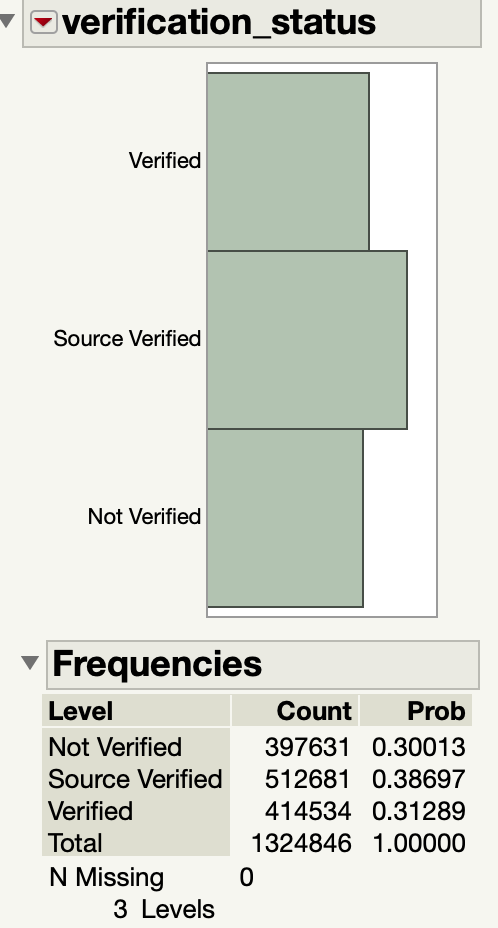 verification_status
Verified
Source Verified
Not Verified
Frequencies
Level Count Prob
Not Verified 397631 0.30013
Source Verified 512681 0.38697
Verified 414534 0.31289
Total 1324846 1.00000
N Missing 0
3 Levels